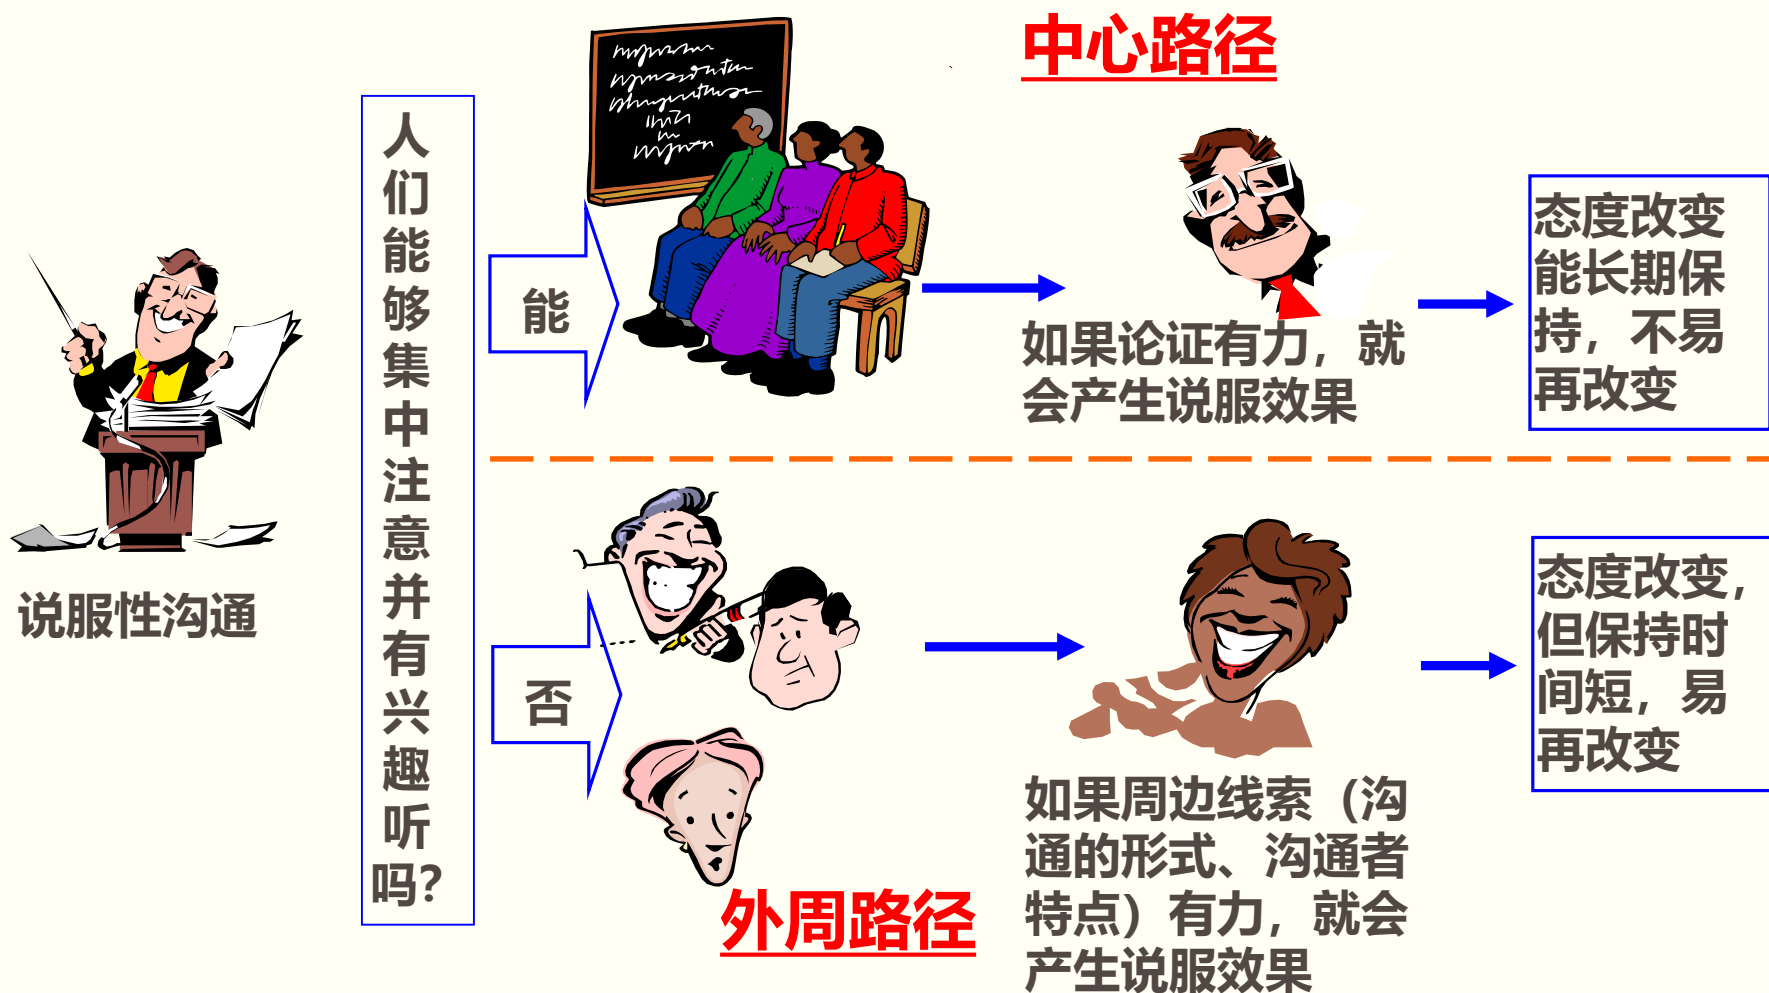 中心路径
人
们
能
够
集
中
注
意
并
有
兴
趣
听
吗?
说服性沟通
能
如果论证有力，就
会产生说服效果
态度改变
能长期保
持，不易
再改变
否
外周路径
如果周边线索（沟
通的形式、沟通者
特点）有力，就会
产生说服效果
态度改变，
但保持时
间短，易
再改变